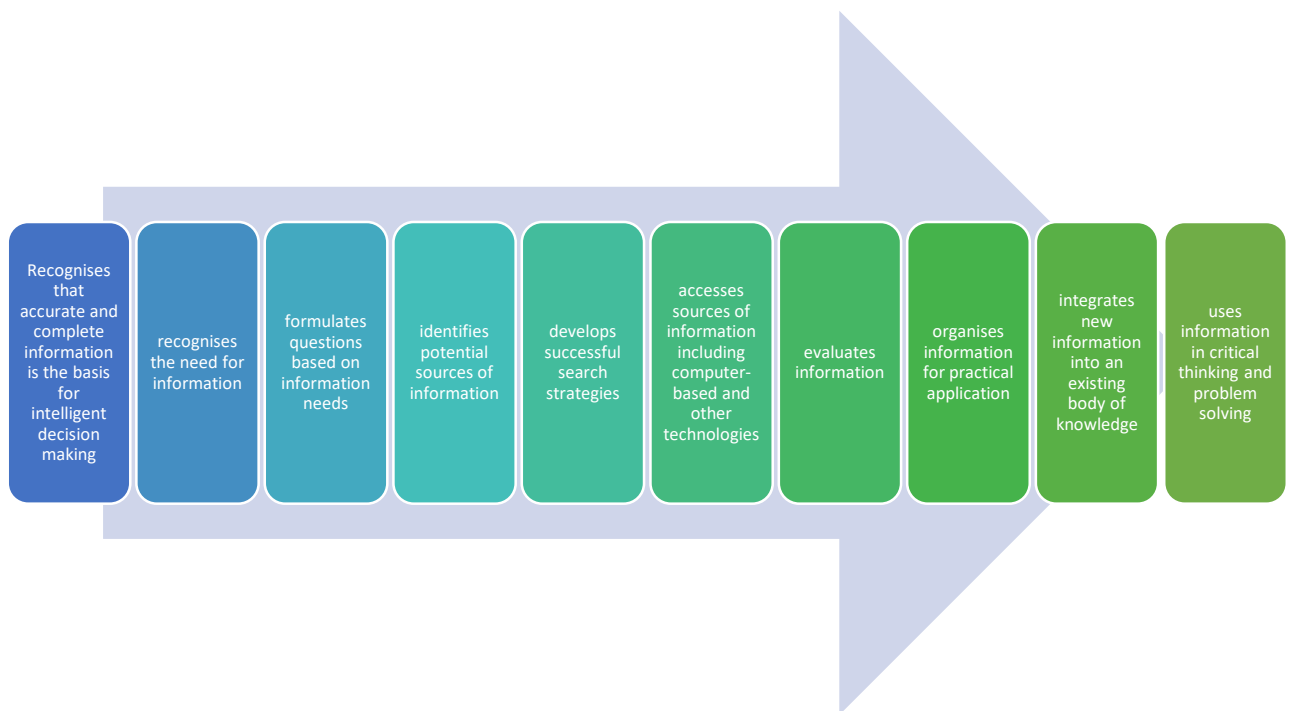 Recognises
that
accurate and
complete
information
is the basis
for
intelligent
decision
making
recognises
the need for
information
formulates
questions
based on
information
needs
identifies
potential
sources of
information
develops
successful
search
strategies
accesses
sources of
information
including
computer-
based and
other
technologies
evaluates
information
organises
information
for practical
application
integrates
new
information
into an
existing
body of
knowledge
uses
information
in critical
thinking and
problem
solving